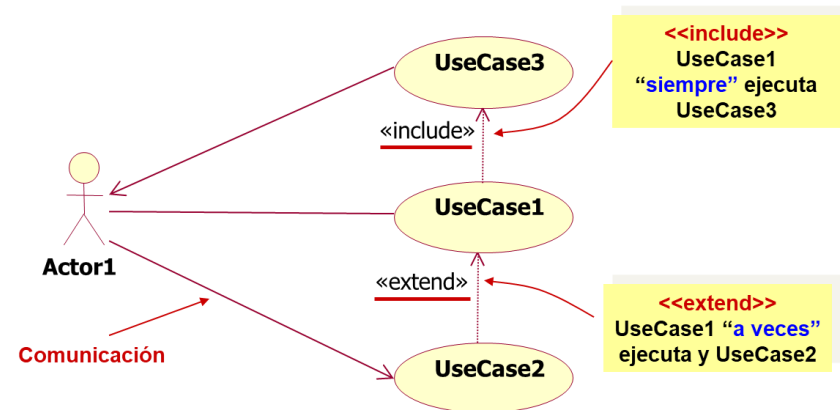 <<include>>
UseCase1
“siempre” ejecuta
UseCase3
UseCase3
«include»
UseCase1
Actor1
«extend»
<<extend>>
UseCase1 “a veces”
ejecuta y UseCase2
Comunicación
UseCase2